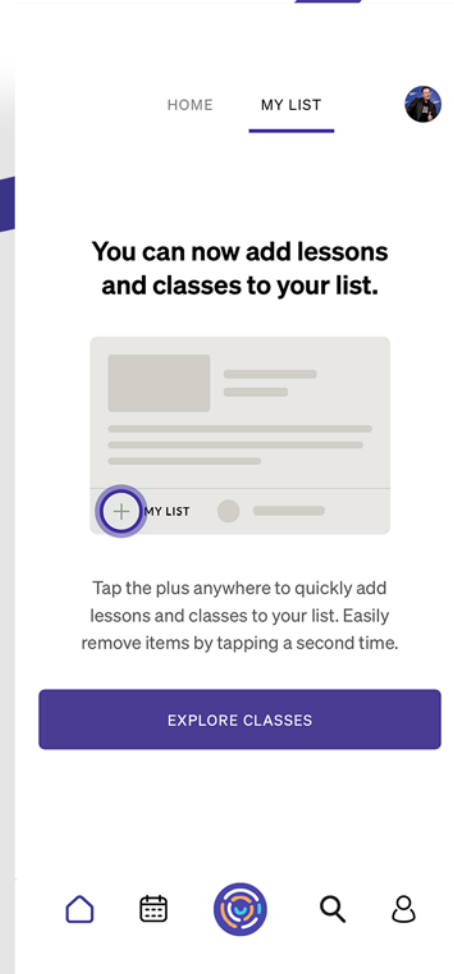 HOME MY LIST
You can now add lessons
and classes to your list.
MY LIST
Tap the plus anywhere to quickly add
lessons and classes to your list. Easily
remove items by tapping a second time.
EXPLORE CLASSES